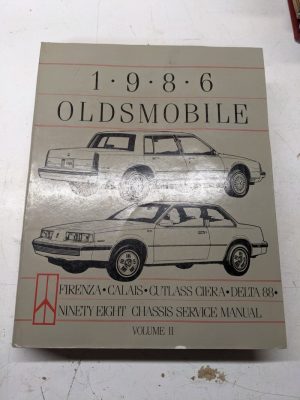 1·9·8·6
OLDSMOBILE
FIRENZA•CALAIS•CUTLASS CIERA•DELTA 88•
NINETY EIGHT CHASSIS SERVICE MANUAL
VOLUME II